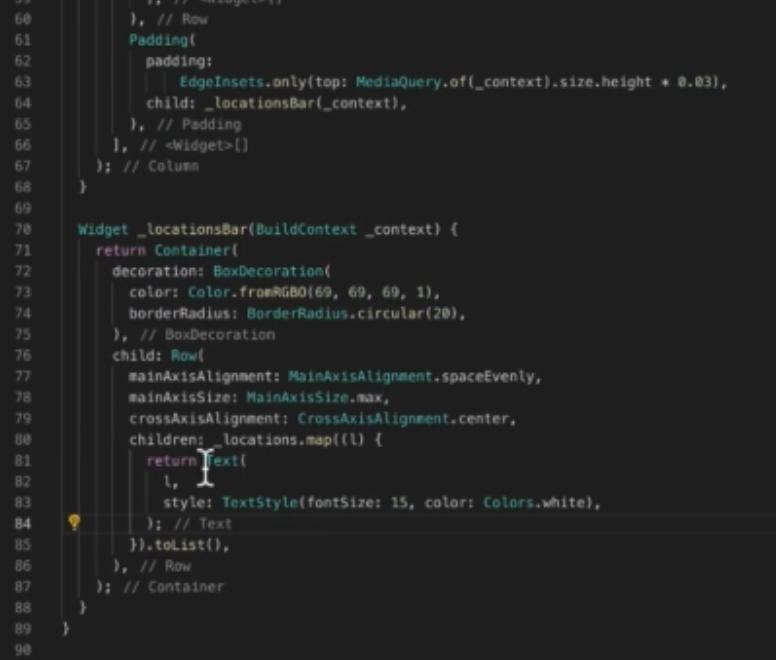 59 ), // <Widget>[]
60 ), // Row
61 Padding(
62 padding:
63 EdgeInsets.only(top: MediaQuery.of(_context).size.height * 0.03),
64 child: _locationsBar(_context),
65 ), // Padding
66 ], // <Widget>[]
67 ); // Column
68 }
69
70 Widget _locationsBar(BuildContext _context) {
71 return Container(
72 decoration: BoxDecoration(
73 color: Color.fromRGBO(69, 69, 69, 1),
74 borderRadius: BorderRadius.circular(20),
75 ), // BoxDecoration
76 child: Row(
77 mainAxisAlignment: MainAxisAlignment.spaceEvenly,
78 mainAxisSize: MainAxisSize.max,
79 crossAxisAlignment: CrossAxisAlignment.center,
80 children: _locations.map((l) {
81 return Text(
82 l,
83 style: TextStyle(fontSize: 15, color: Colors.white),
84 ); // Text
85 }).toList(),
86 ), // Row
87 ); // Container
88 }
89 }
90